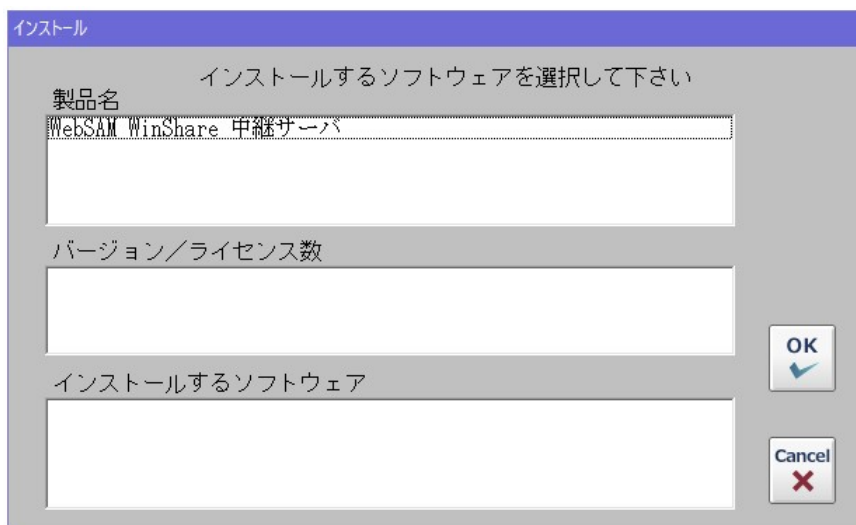 インストール
インストールするソフトウェアを選択して下さい
製品名
WebSAM WinShare 中継サーバ
バージョン／ライセンス数
OK
インストールするソフトウェア
Cancel